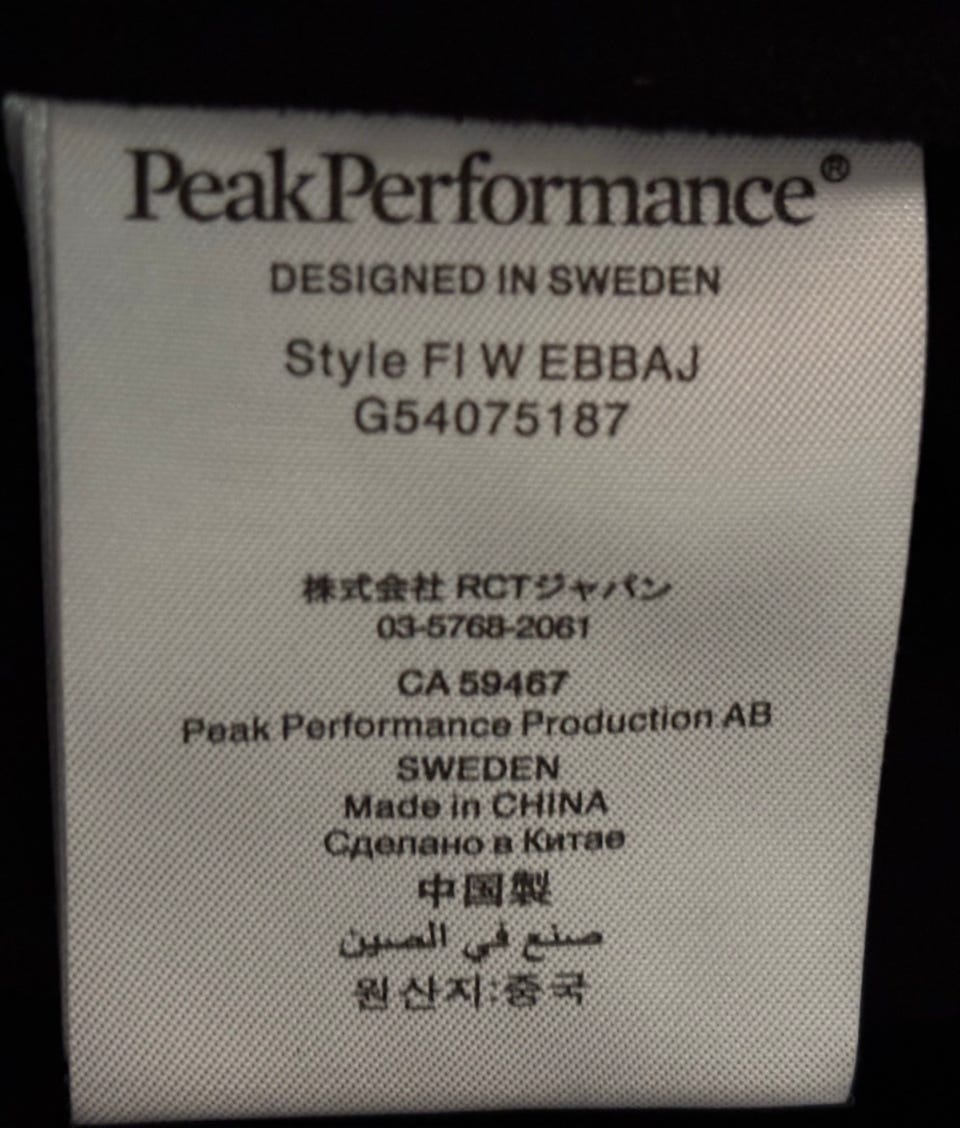 PeakPerformance®
DESIGNED IN SWEDEN
Style FI W EBBAJ
G54075187
株式会社 RCTジャパン
03-5768-2061
CA 59467
Peak Performance Production AB
SWEDEN
Made in CHINA
Сделано в Китае
中国製
صنع في الصين
원산지:중국